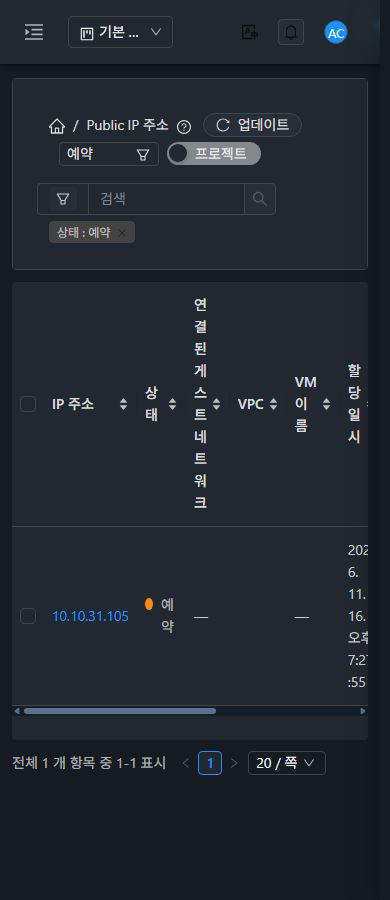 기본 ...
AC
/ Public IP 주소
업데이트
예약
프로젝트
검색
상태 : 예약
IP 주소
상태
연결된 게스트 네트워크
VPC
VM 이름
할당 일시
10.10.31.105
예약
—
—
6.
11.
16.
오후
:55
전체 1 개 항목 중 1-1 표시
1
20 / 쪽